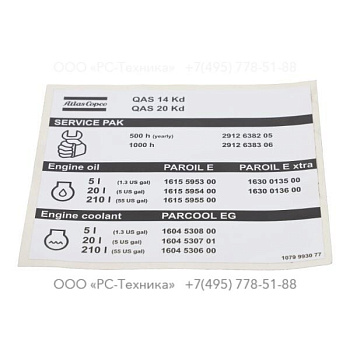 ООО «РС-Техника» +7(495) 778-51-88
Atlas Copco
QAS 14 Kd
QAS 20 Kd
SERVICE PAK
500 h (yearly) 2912 6382 05
1000 h 2912 6383 06
Engine oil PAROIL E PAROIL E xtra
5 l (1.3 US gal) 1615 5953 00 1630 0135 00
20 l (5 US gal) 1615 5954 00 1630 0136 00
210 l (55 US gal) 1615 5955 00
Engine coolant PARCOOL EG
5 l (1.3 US gal) 1604 5308 00
20 l (5 US gal) 1604 5307 01
210 l (55 US gal) 1604 5306 00
1079 9930 77
ООО «РС-Техника» +7(495) 778-51-88